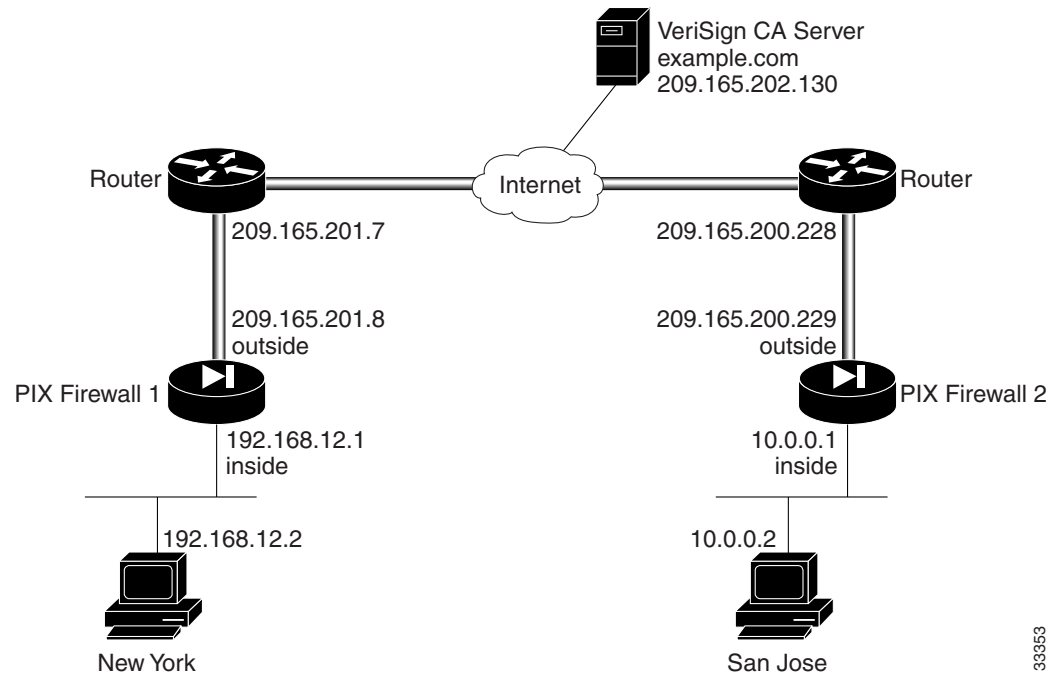 VeriSign CA Server
example.com
209.165.202.130
Router
Internet
Router
209.165.201.7
209.165.200.228
209.165.201.8
outside
209.165.200.229
outside
PIX Firewall 1
PIX Firewall 2
192.168.12.1
inside
10.0.0.1
inside
192.168.12.2
10.0.0.2
New York
San Jose
33353